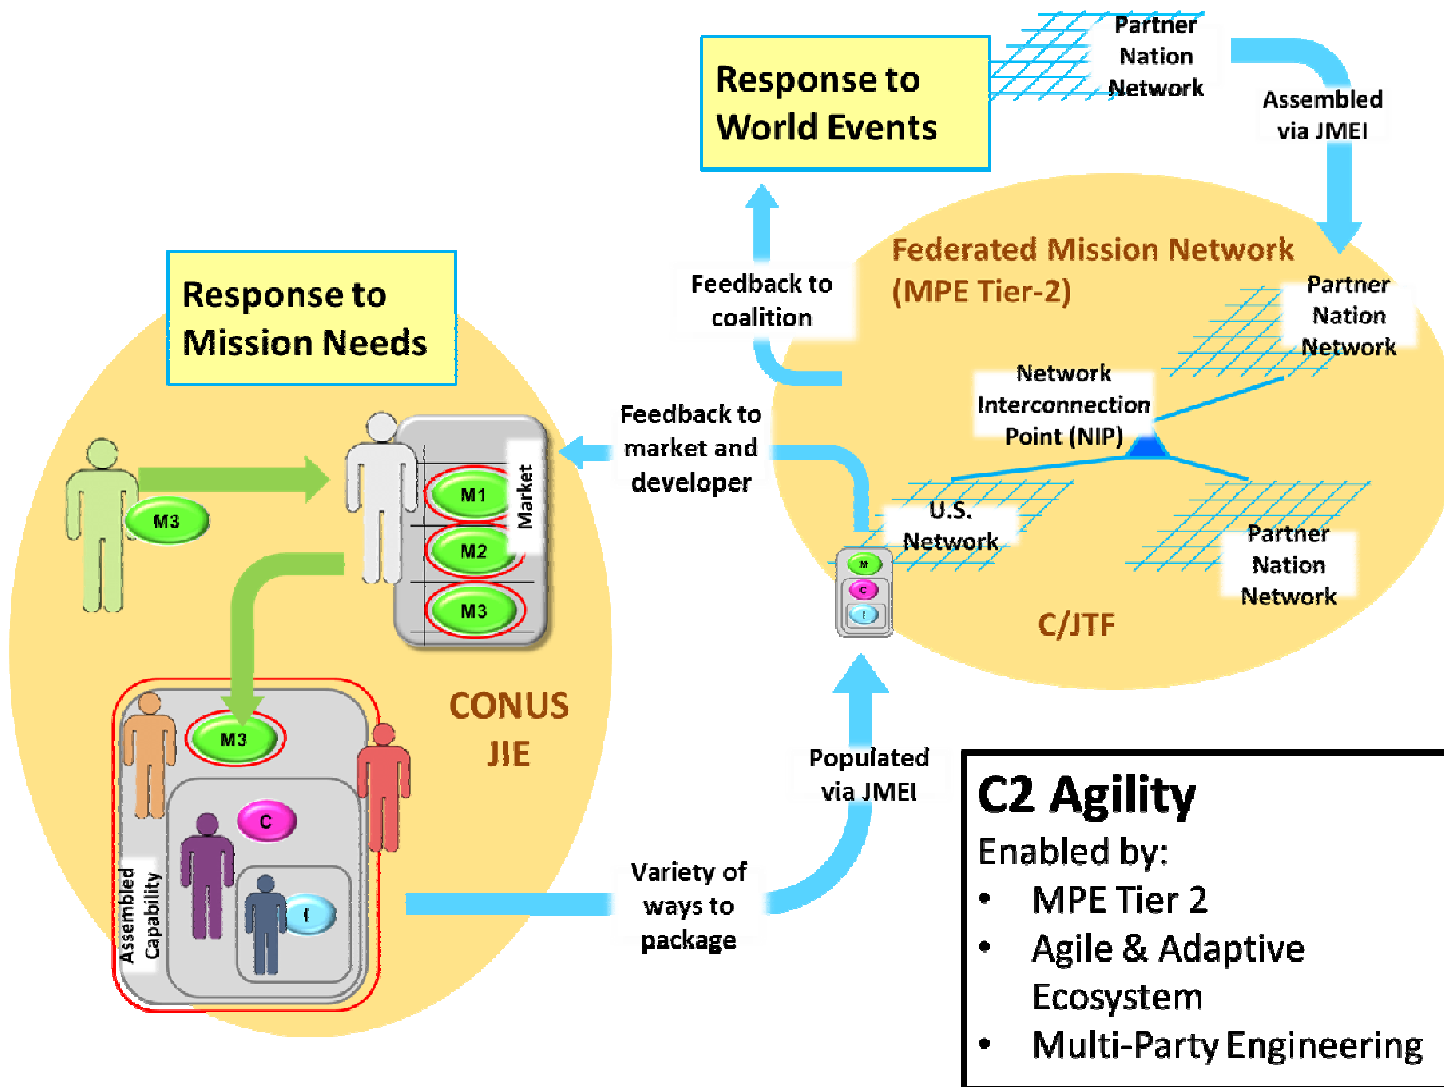 Partner
Nation
Network
Response to
World Events
Assembled
via JMEI
Federated Mission Network
(MPE Tier-2)
Feedback to
coalition
Partner
Nation
Network
Response to
Mission Needs
Network
Interconnection
Point (NIP)
Feedback to
market and
developer
Market
M1
M2
M3
M3
U.S.
Network
Partner
Nation
Network
M
C
I
C/JTF
CONUS
JIE
M3
C
I
Assembled
Capability
Populated
via JMEI
Variety of
ways to
package
C2 Agility
Enabled by:
• MPE Tier 2
• Agile & Adaptive
Ecosystem
• Multi-Party Engineering